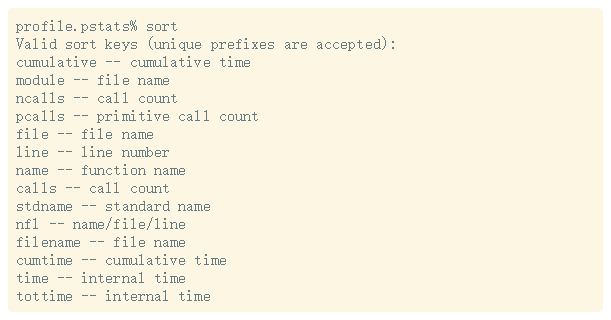 profile.pstats% sort
Valid sort keys (unique prefixes are accepted):
cumulative -- cumulative time
module -- file name
ncalls -- call count
pcalls -- primitive call count
file -- file name
line -- line number
name -- function name
calls -- call count
stdname -- standard name
nfl -- name/file/line
filename -- file name
cumtime -- cumulative time
time -- internal time
tottime -- internal time